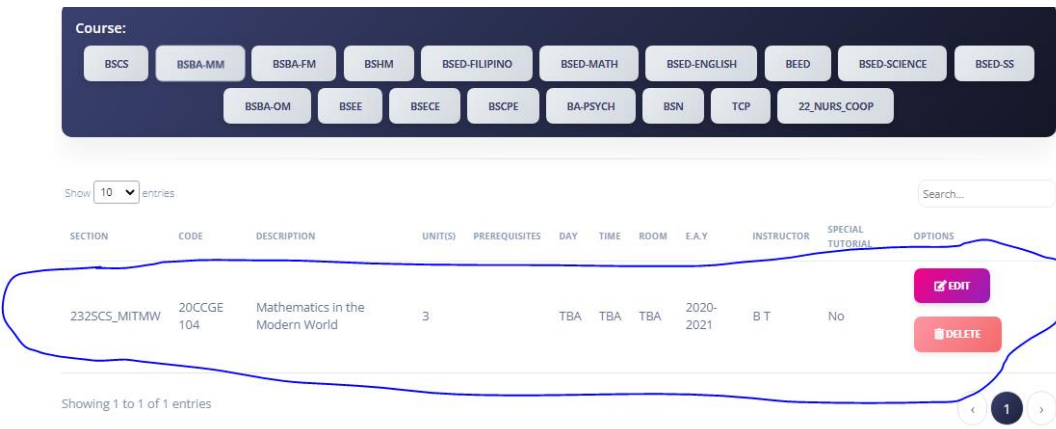 Course:
BSCS BSBA-MM BSBA-FM BSHM BSED-FILIPINO BSED-MATH BSED-ENGLISH BEED BSED-SCIENCE BSED-SS
BSBA-OM BSEE BSECE BSCPE BA-PSYCH BSN TCP 22_NURS_COOP
Show 10 entries
Search...
SECTION CODE DESCRIPTION UNIT(S) PREREQUISITES DAY TIME ROOM E.A.Y INSTRUCTOR SPECIAL TUTORIAL OPTIONS
232SCS_MITMW 20CCGE 104 Mathematics in the Modern World 3 TBA TBA TBA 2020-2021 B T No EDIT
DELETE
Showing 1 to 1 of 1 entries
‹ 1 ›